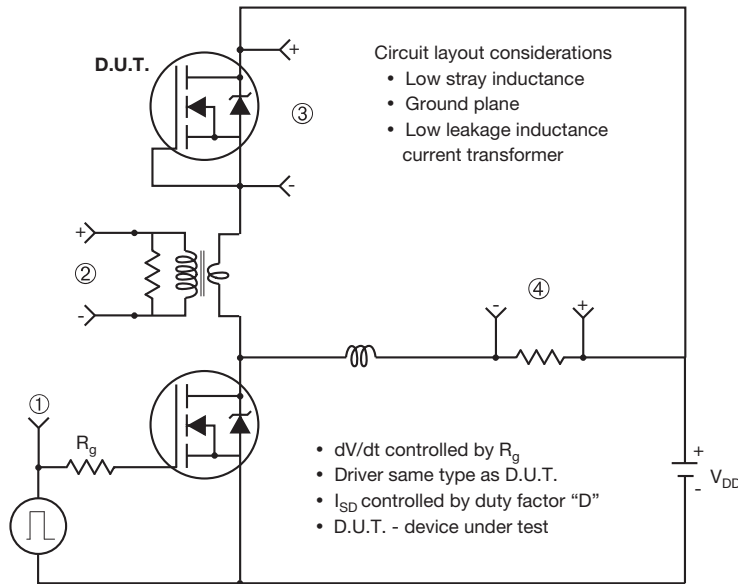 +
D.U.T.
Circuit layout considerations
• Low stray inductance
• Ground plane
• Low leakage inductance
current transformer
③
-
+
②
-
-
④
+
①
R_g
• dV/dt controlled by R_g
• Driver same type as D.U.T.
• I_SD controlled by duty factor “D”
• D.U.T. - device under test
+
V_DD
-